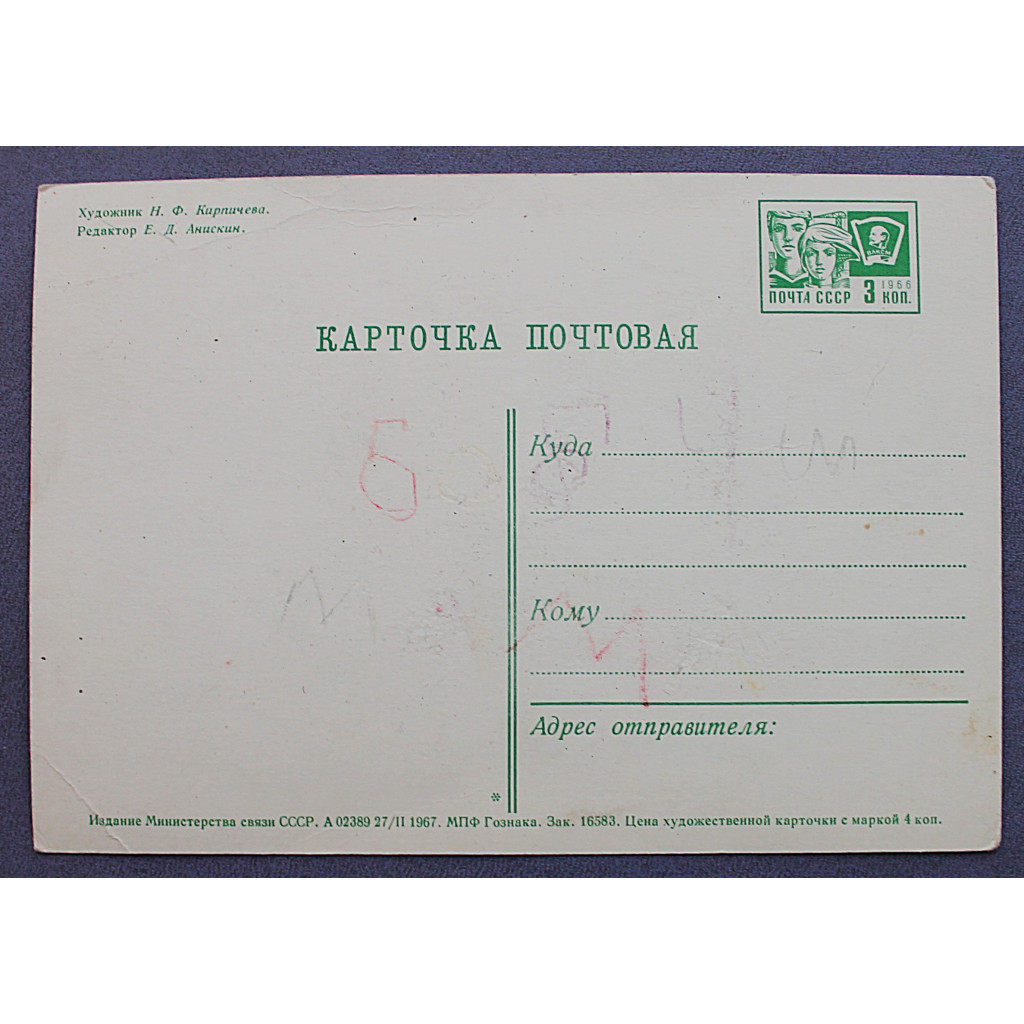 Художник Н. Ф. Кирпичева.
Редактор Е. Д. Анискин.
ВЛКСМ
1966
ПОЧТА СССР 3 КОП.
КАРТОЧКА ПОЧТОВАЯ
Куда
Кому
Адрес отправителя:
*
Издание Министерства связи СССР. А 02389 27/II 1967. МПФ Гознака. Зак. 16583. Цена художественной карточки с маркой 4 коп.